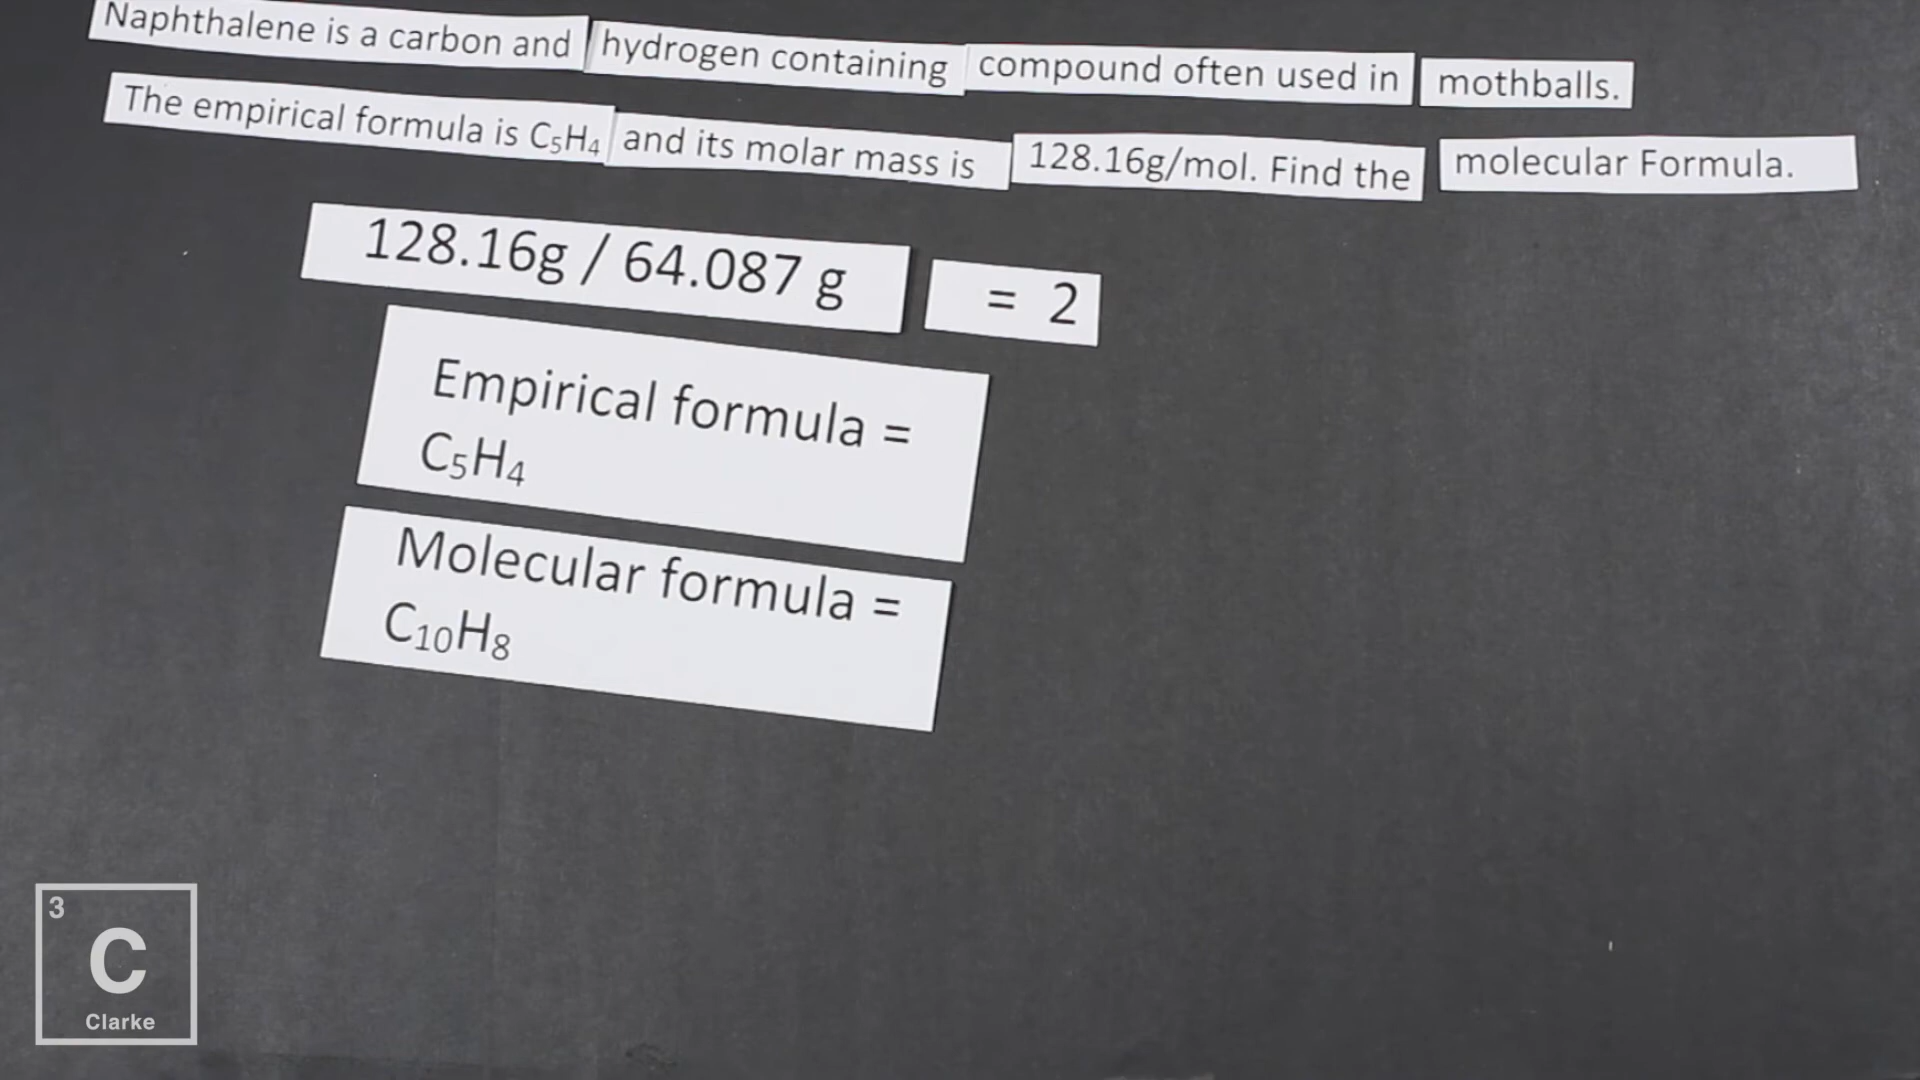 Naphthalene is a carbon and hydrogen containing compound often used in mothballs.
The empirical formula is C₅H₄ and its molar mass is 128.16g/mol. Find the molecular Formula.
128.16g / 64.087 g = 2
Empirical formula =
C₅H₄
Molecular formula =
C₁₀H₈
3
C
Clarke